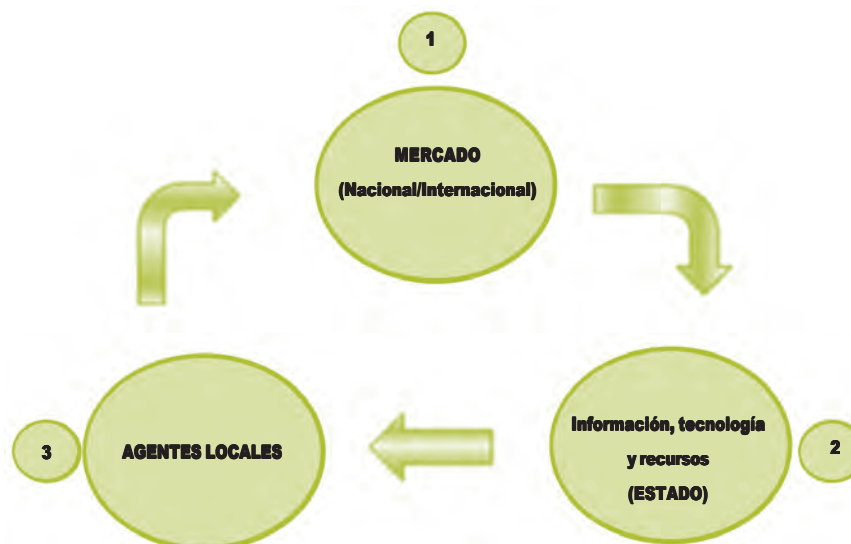 1
MERCADO
(Nacional/Internacional)
Información, tecnología
y recursos
(ESTADO)
2
3
AGENTES LOCALES